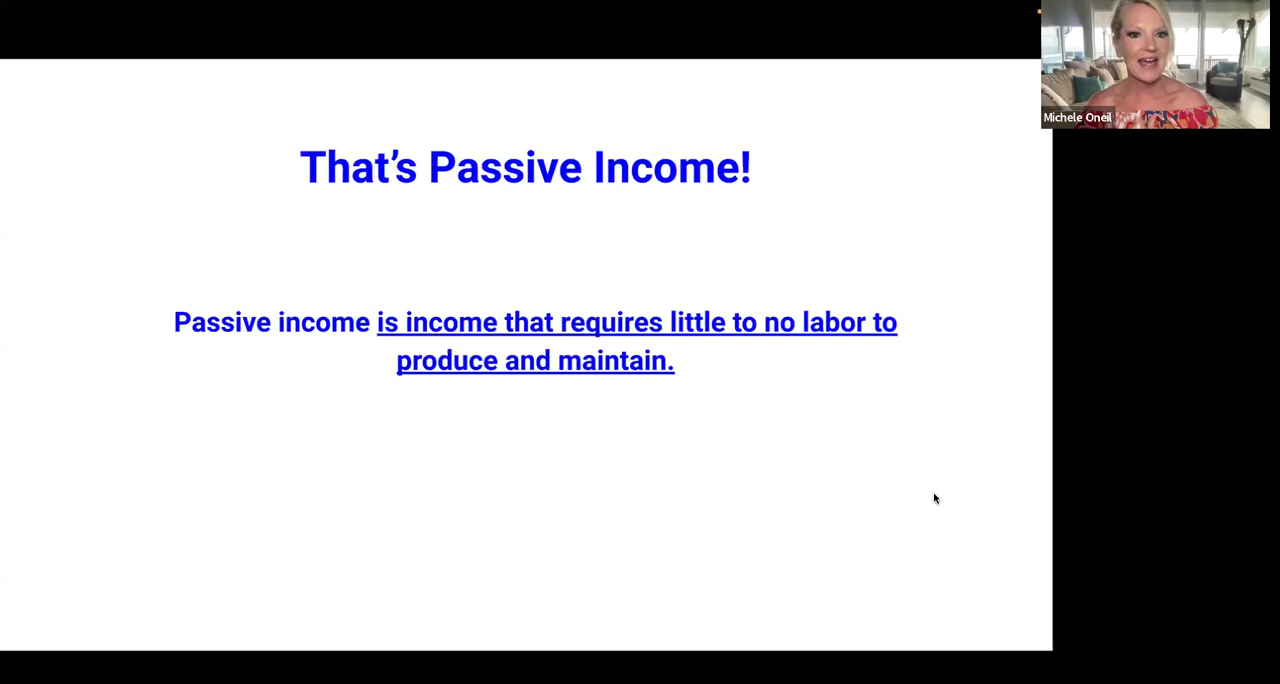 Michele Oneil
That's Passive Income!
Passive income is income that requires little to no labor to
produce and maintain.